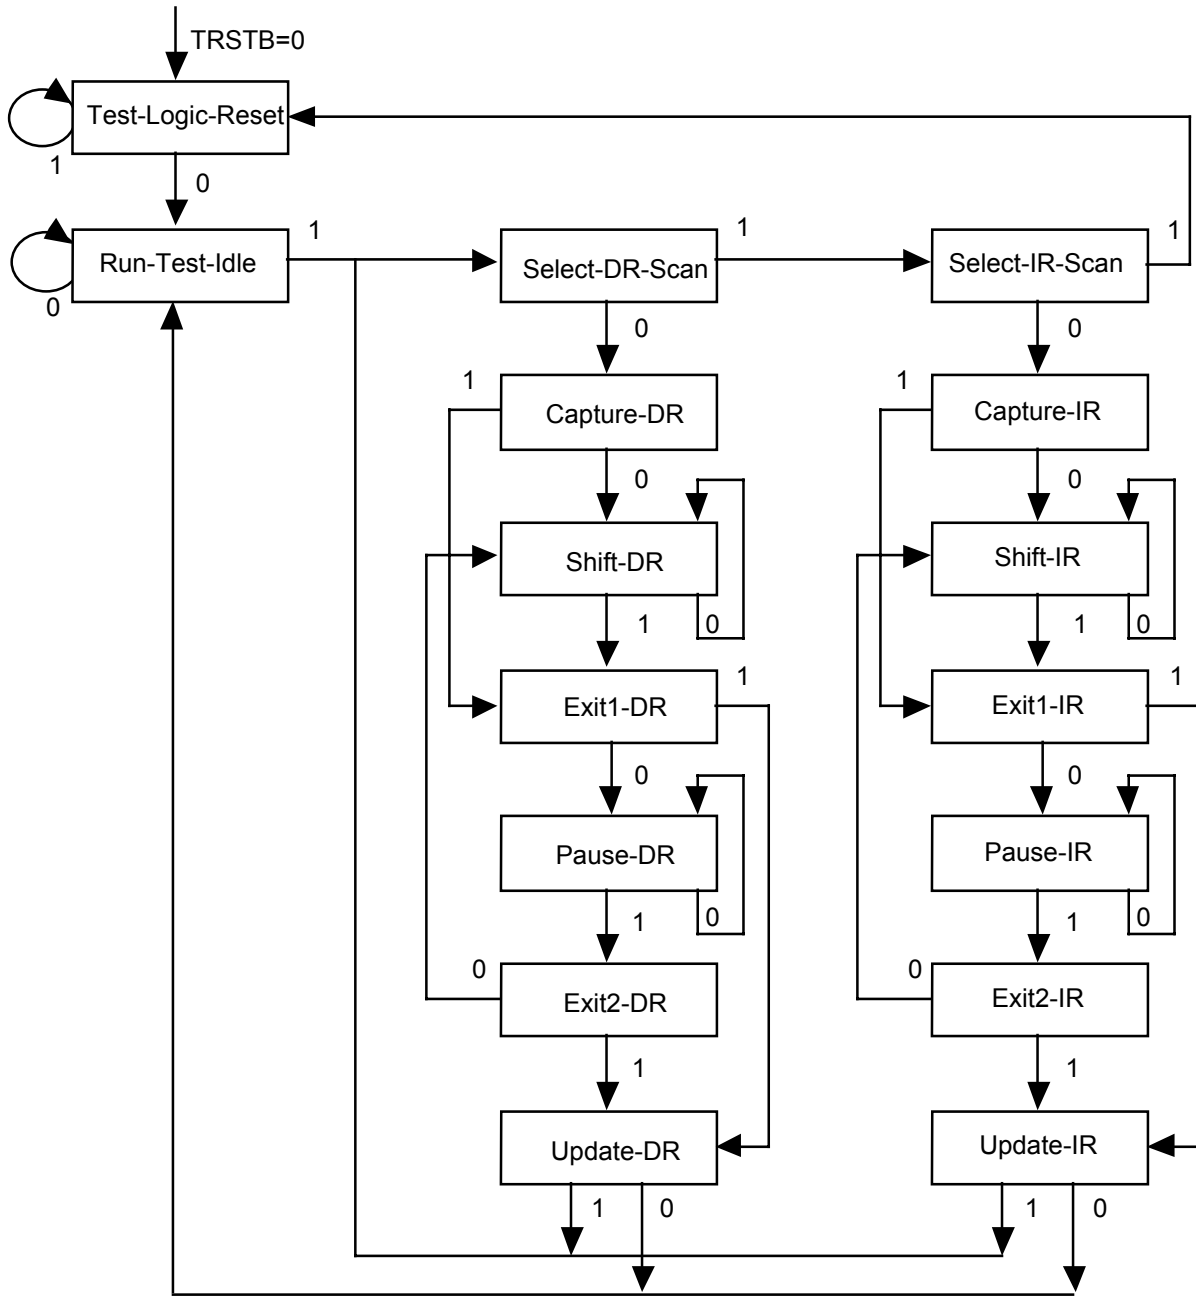 TRSTB=0
Test-Logic-Reset
1
0
Run-Test-Idle
0
1
Select-DR-Scan
1
Select-IR-Scan
1
0
0
1
Capture-DR
1
Capture-IR
0
0
Shift-DR
Shift-IR
1
0
1
0
Exit1-DR
1
Exit1-IR
1
0
0
Pause-DR
Pause-IR
1
0
1
0
0
Exit2-DR
0
Exit2-IR
1
1
Update-DR
Update-IR
1
0
1
0